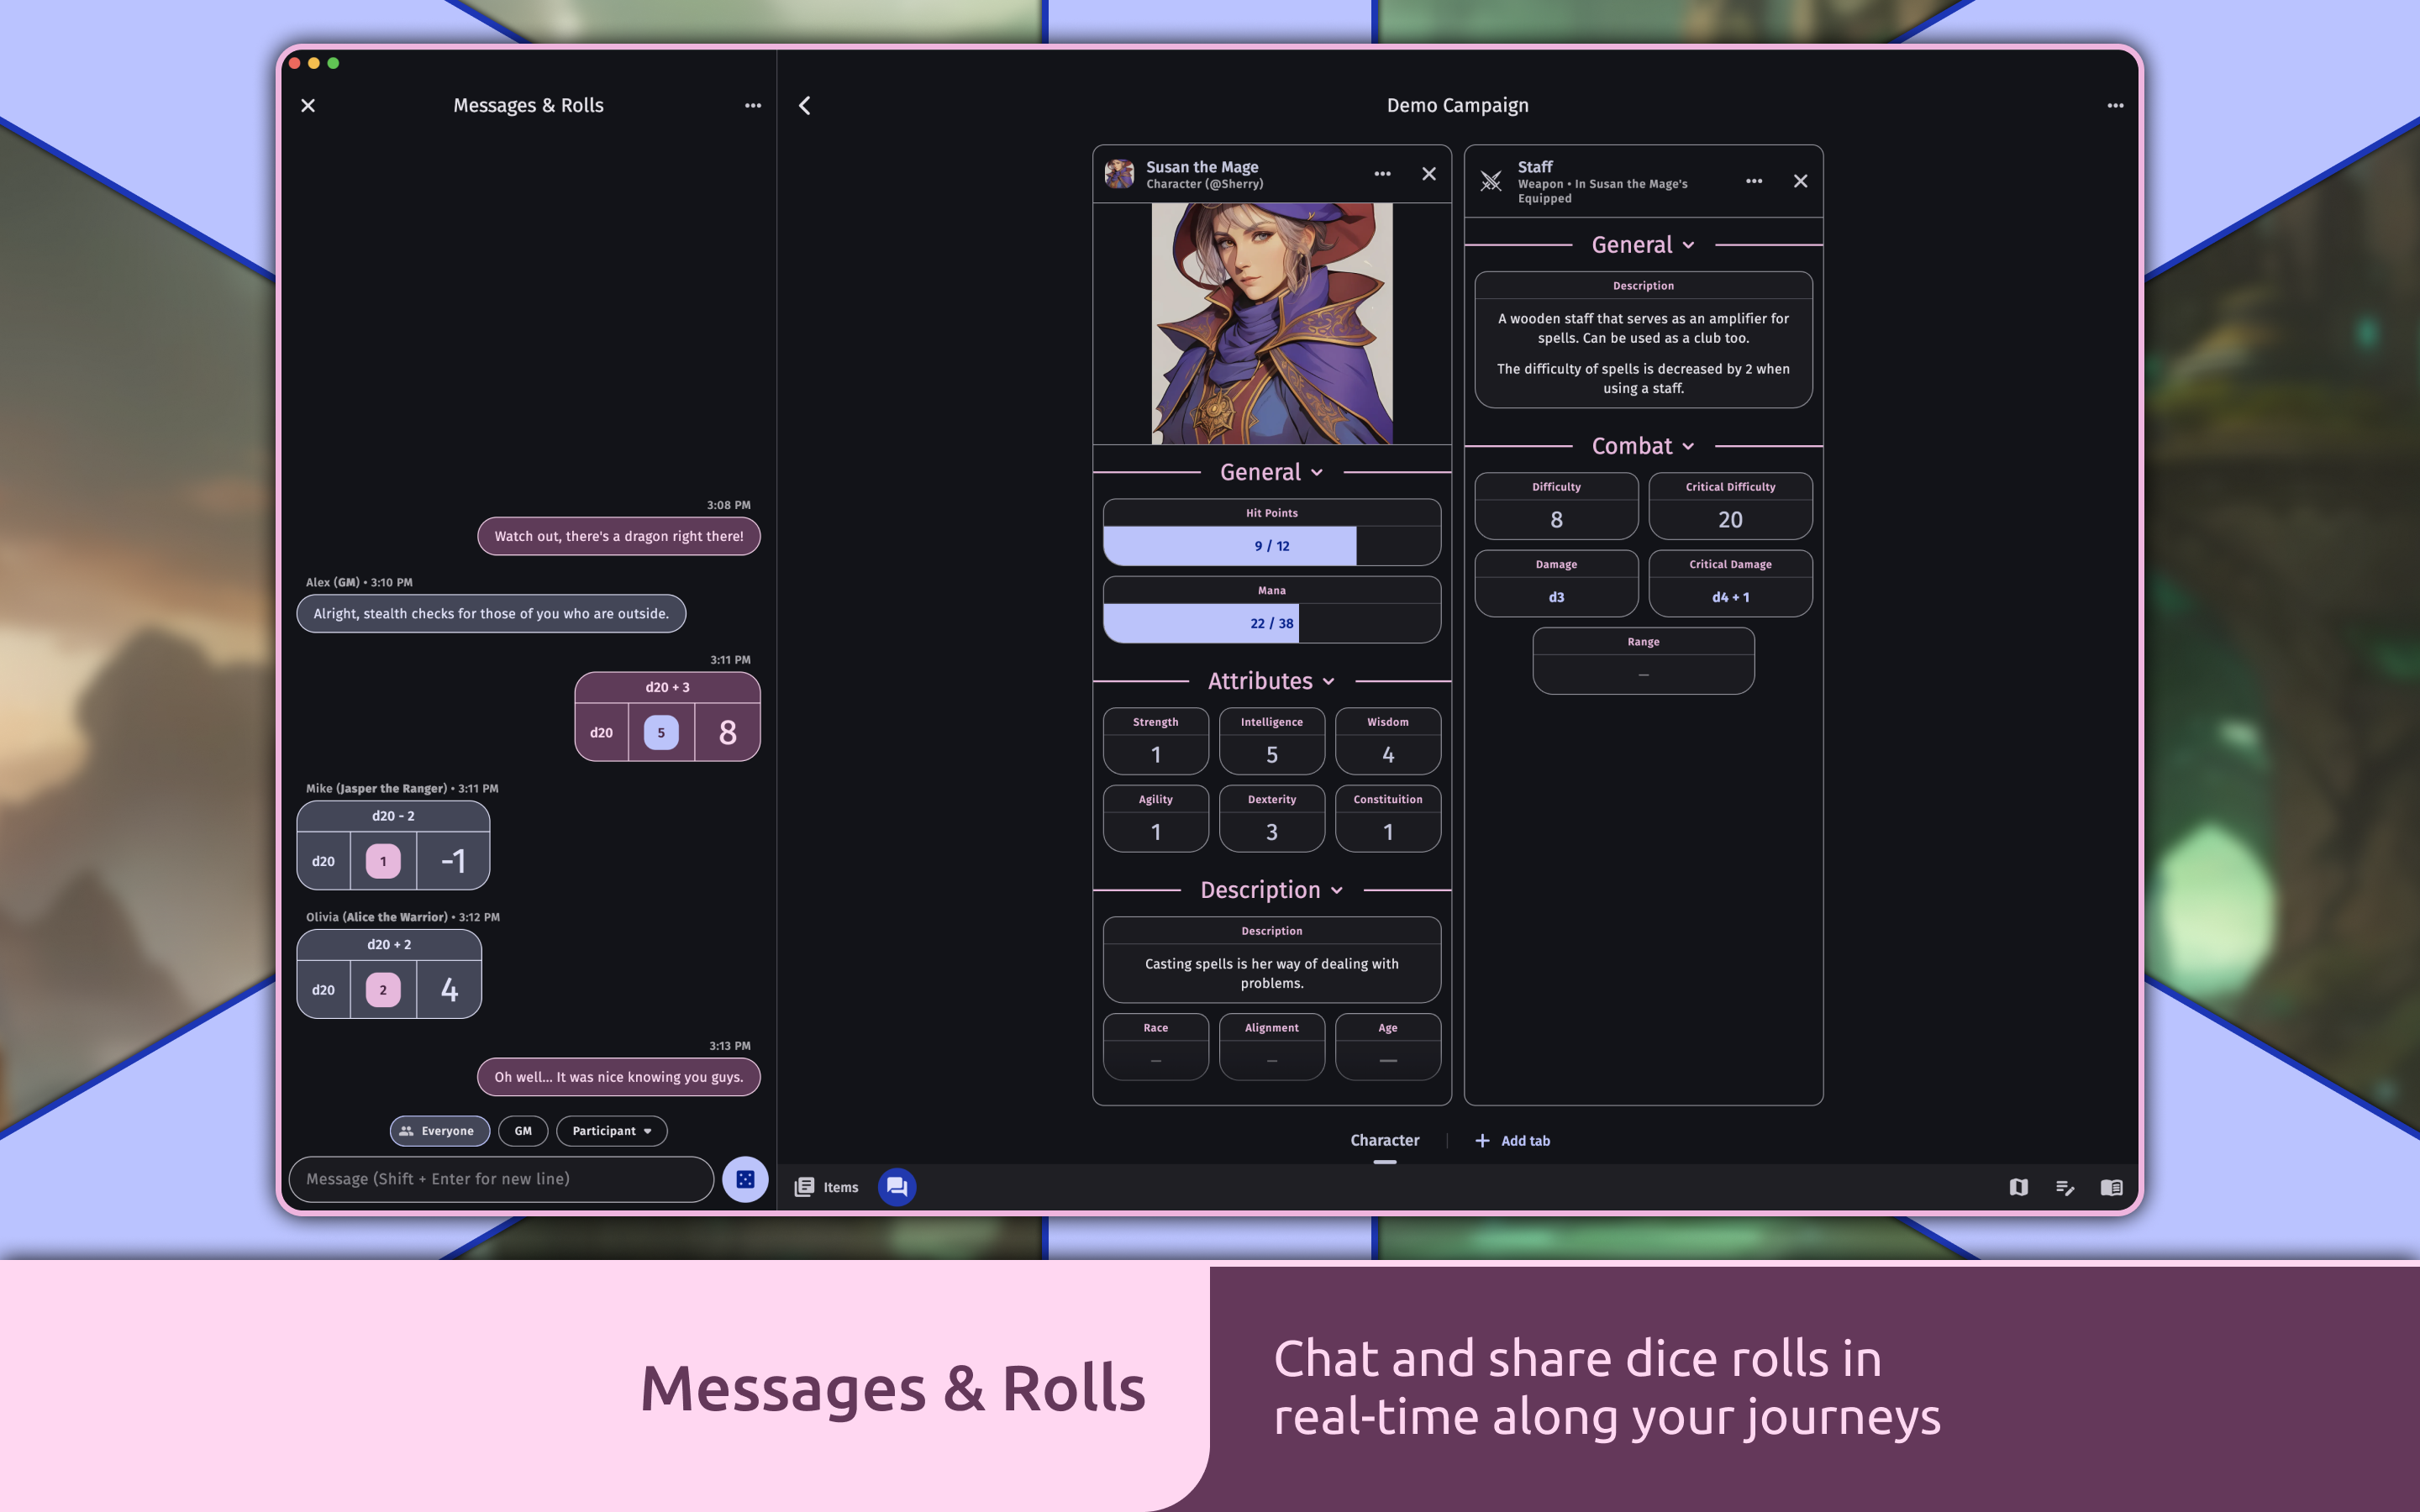 Messages & Rolls
3:08 PM
Watch out, there's a dragon right there!
Alex (GM) • 3:10 PM
Alright, stealth checks for those of you who are outside.
3:11 PM
d20 + 3
d20 5 8
Mike (Jasper the Ranger) • 3:11 PM
d20 - 2
d20 1 -1
Olivia (Alice the Warrior) • 3:12 PM
d20 + 2
d20 2 4
3:13 PM
Oh well... It was nice knowing you guys.
Everyone GM Participant
Message (Shift + Enter for new line)
Demo Campaign
Susan the Mage
Character (@Sherry)
General
Hit Points
9 / 12
Mana
22 / 38
Attributes
Strength Intelligence Wisdom
1 5 4
Agility Dexterity Constituition
1 3 1
Description
Description
Casting spells is her way of dealing with
problems.
Race Alignment Age
– – —
Staff
Weapon • In Susan the Mage's
Equipped
General
Description
A wooden staff that serves as an amplifier for
spells. Can be used as a club too.
The difficulty of spells is decreased by 2 when
using a staff.
Combat
Difficulty Critical Difficulty
8 20
Damage Critical Damage
d3 d4 + 1
Range
–
Character + Add tab
Items
Messages & Rolls
Chat and share dice rolls in
real-time along your journeys